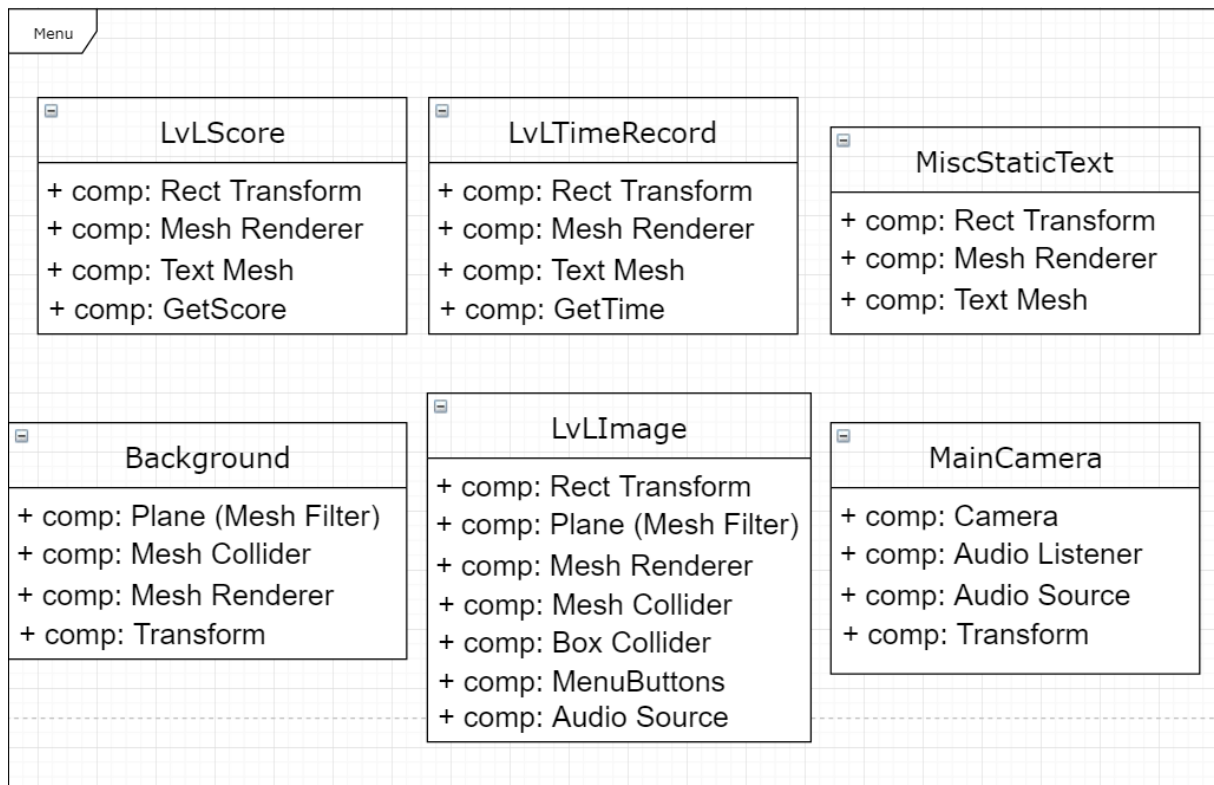 Menu
LvLScore
+ comp: Rect Transform
+ comp: Mesh Renderer
+ comp: Text Mesh
+ comp: GetScore
LvLTimeRecord
+ comp: Rect Transform
+ comp: Mesh Renderer
+ comp: Text Mesh
+ comp: GetTime
MiscStaticText
+ comp: Rect Transform
+ comp: Mesh Renderer
+ comp: Text Mesh
Background
+ comp: Plane (Mesh Filter)
+ comp: Mesh Collider
+ comp: Mesh Renderer
+ comp: Transform
LvLImage
+ comp: Rect Transform
+ comp: Plane (Mesh Filter)
+ comp: Mesh Renderer
+ comp: Mesh Collider
+ comp: Box Collider
+ comp: MenuButtons
+ comp: Audio Source
MainCamera
+ comp: Camera
+ comp: Audio Listener
+ comp: Audio Source
+ comp: Transform